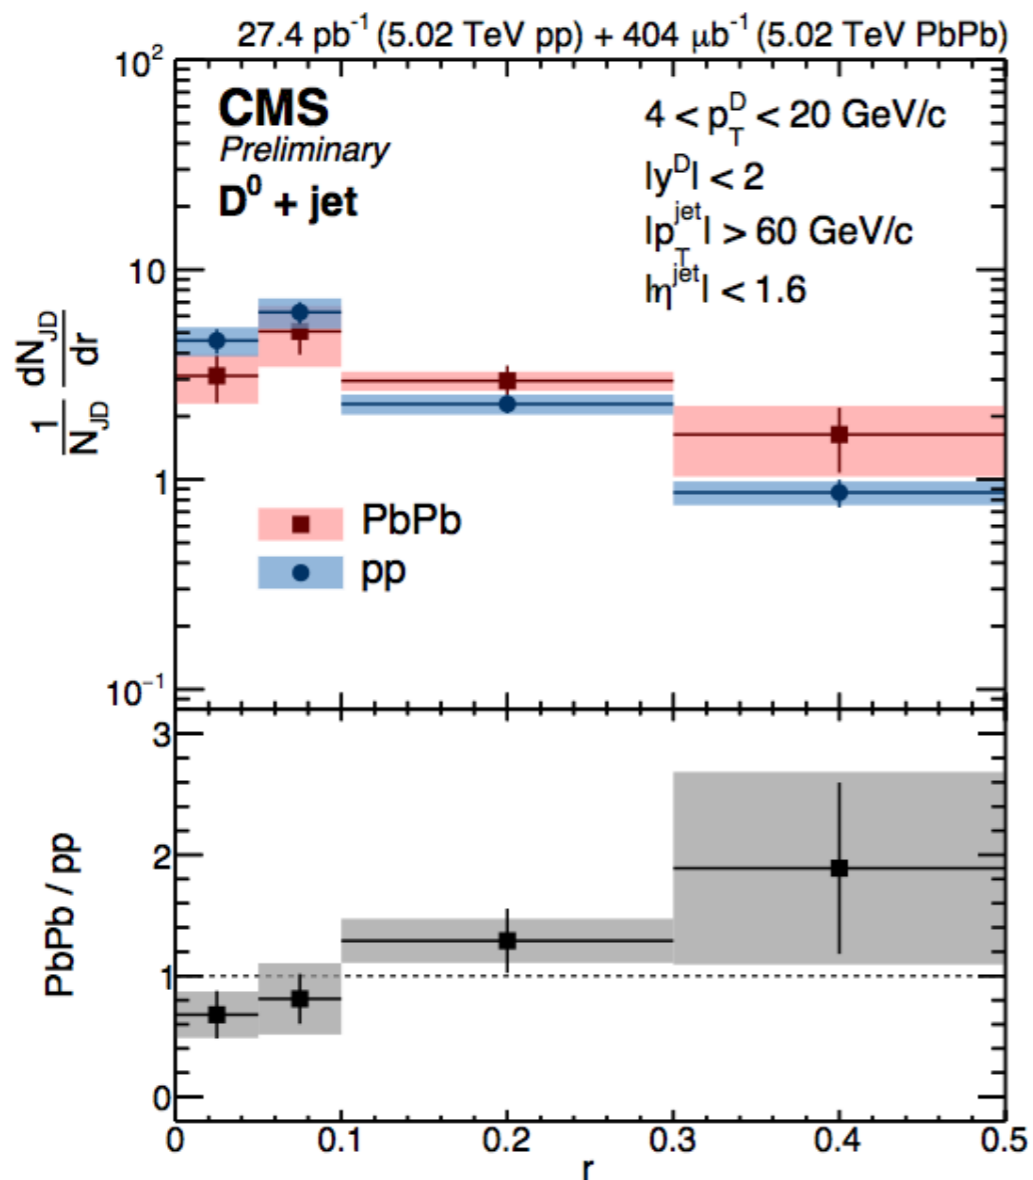 27.4 pb⁻¹ (5.02 TeV pp) + 404 μb⁻¹ (5.02 TeV PbPb)
10²
CMS
Preliminary
D⁰ + jet
4 < p_T^D < 20 GeV/c
|y^D| < 2
|p_T^jet| > 60 GeV/c
|η^jet| < 1.6
10
1/N_JD dN_JD/dr
1
PbPb
pp
10⁻¹
3
2
1
0
PbPb / pp
0 0.1 0.2 0.3 0.4 0.5
r